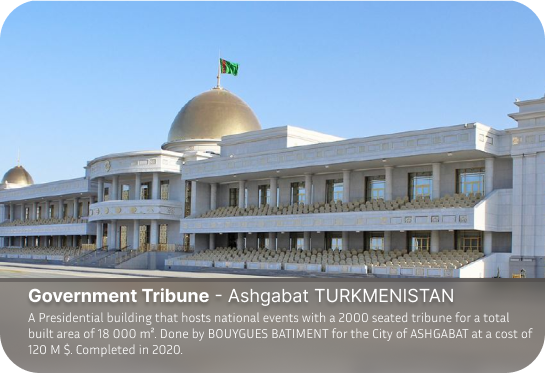 Government Tribune - Ashgabat TURKMENISTAN
A Presidential building that hosts national events with a 2000 seated tribune for a total
built area of 18 000 m². Done by BOUYGUES BATIMENT for the City of ASHGABAT at a cost of
120 M $. Completed in 2020.